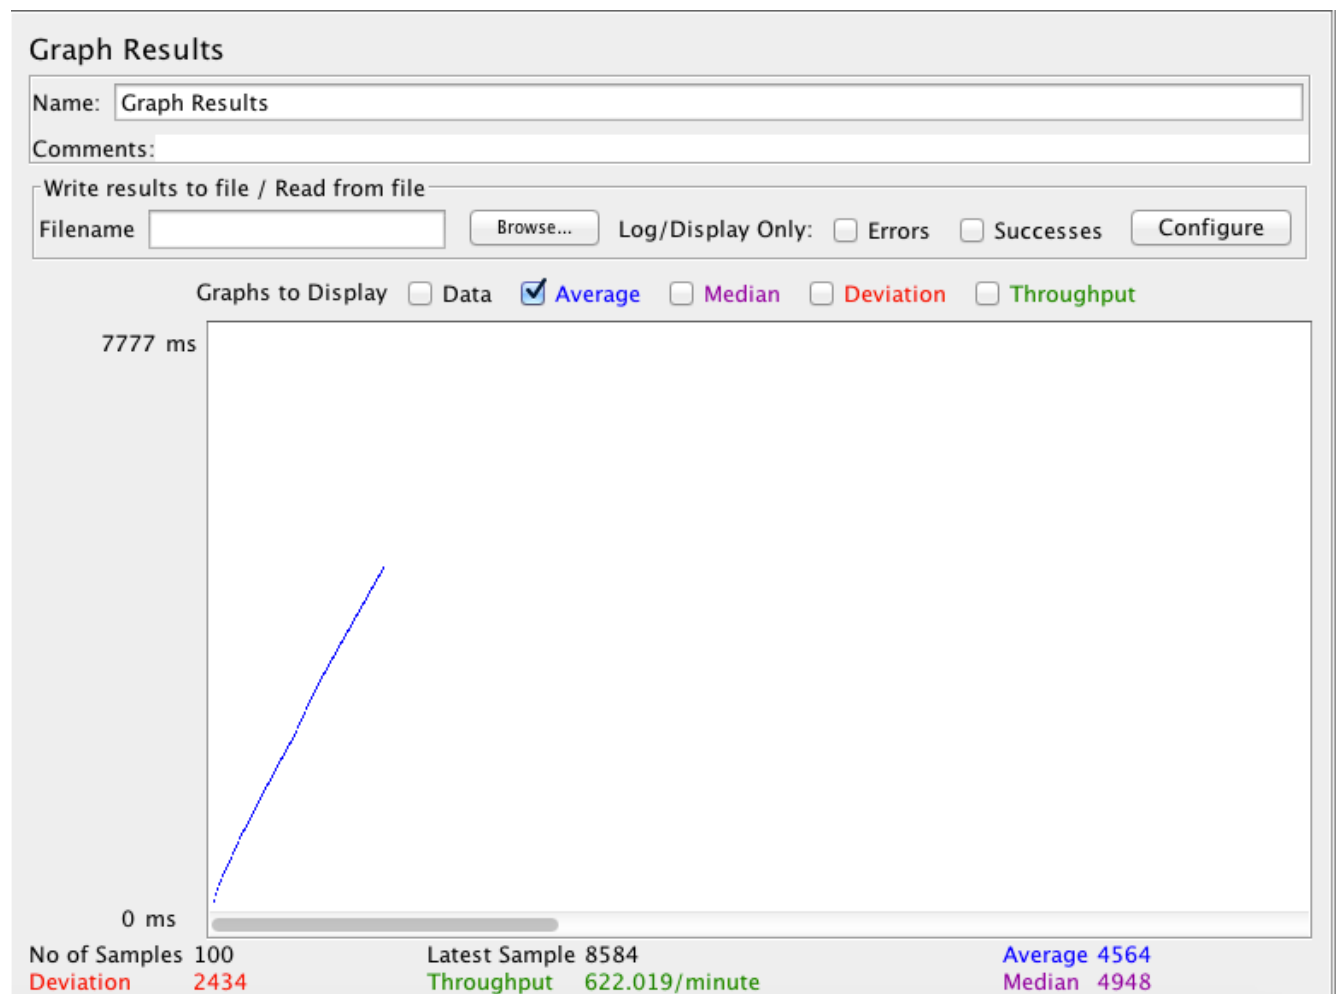 Graph Results
Name: Graph Results
Comments:
Write results to file / Read from file
Filename Browse... Log/Display Only: Errors Successes Configure
Graphs to Display Data Average Median Deviation Throughput
7777 ms
0 ms
No of Samples 100 Latest Sample 8584 Average 4564
Deviation 2434 Throughput 622.019/minute Median 4948